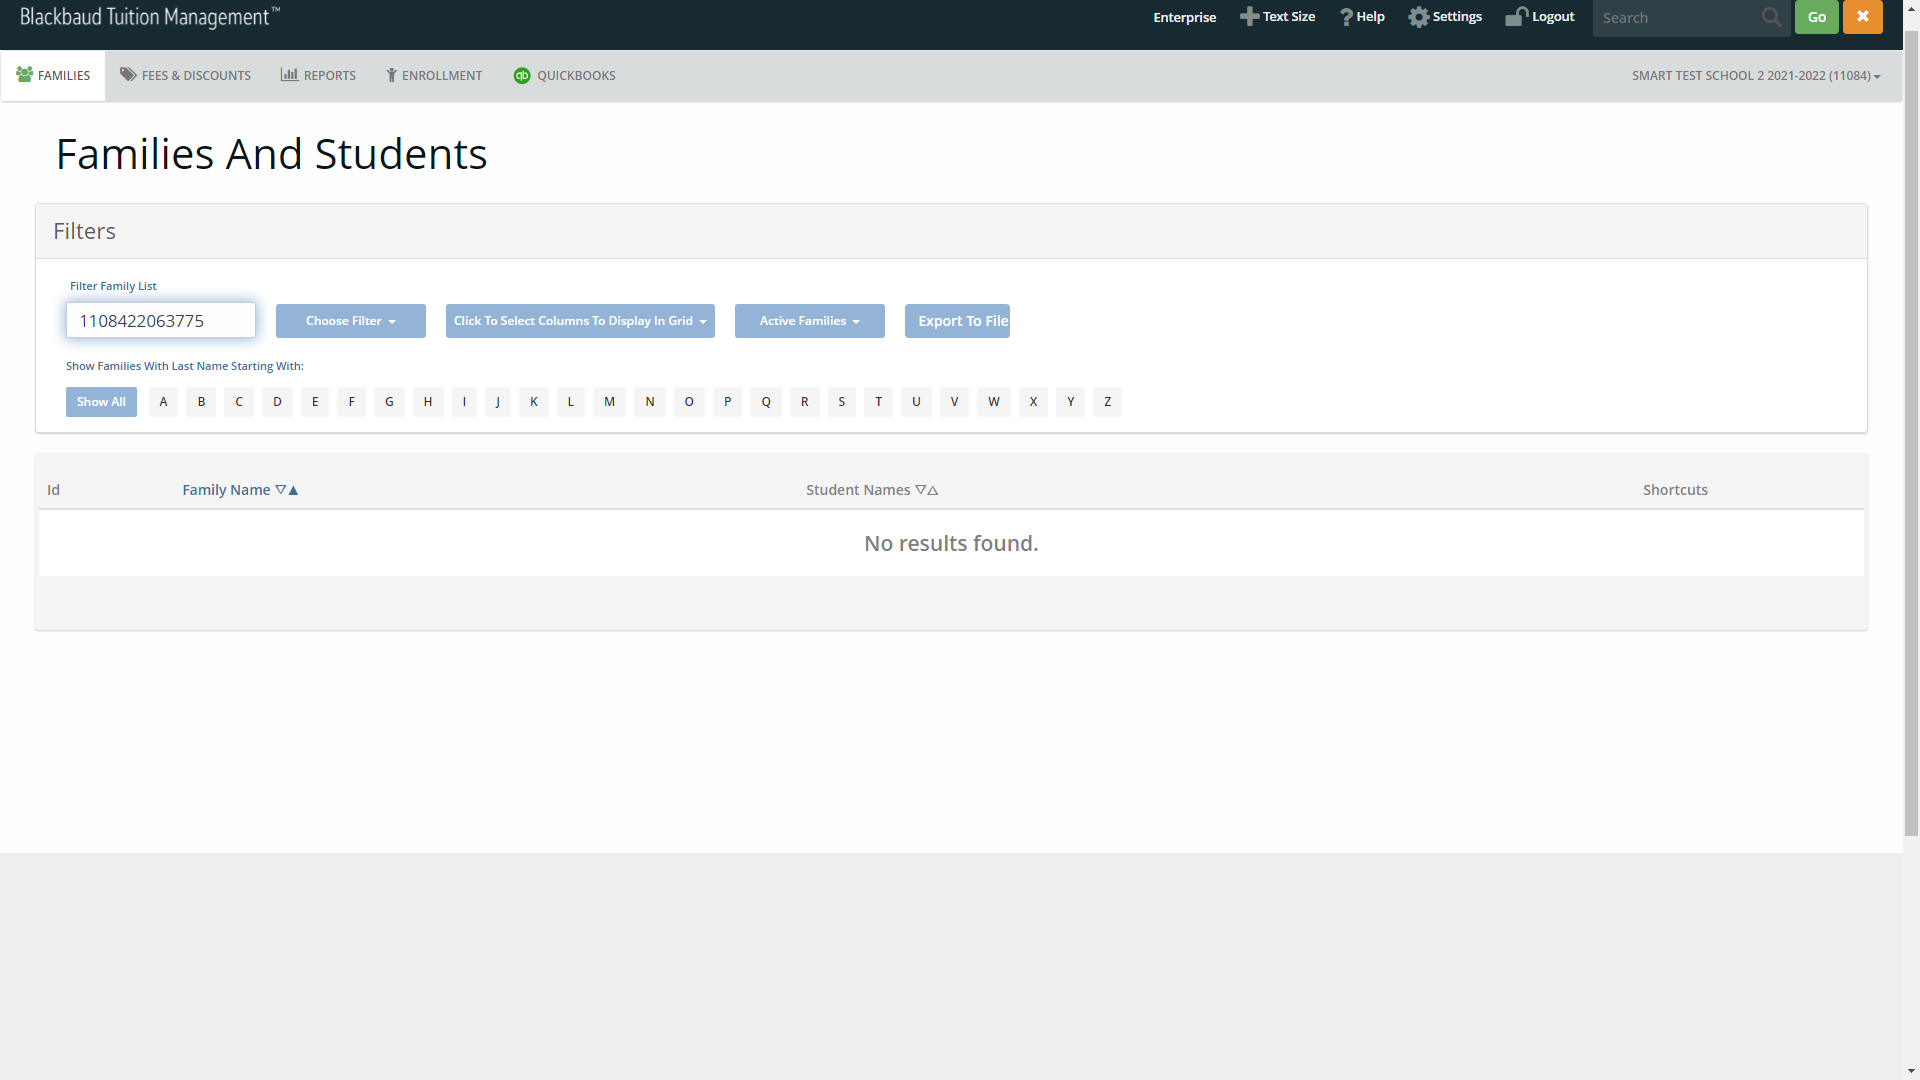 Blackbaud Tuition Management™
Enterprise Text Size Help Settings Logout Search Go
FAMILIES FEES & DISCOUNTS REPORTS ENROLLMENT qb QUICKBOOKS SMART TEST SCHOOL 2 2021-2022 (11084)
Families And Students
Filters
Filter Family List
1108422063775 Choose Filter Click To Select Columns To Display In Grid Active Families Export To File
Show Families With Last Name Starting With:
Show All A B C D E F G H I J K L M N O P Q R S T U V W X Y Z
Id Family Name Student Names Shortcuts
No results found.